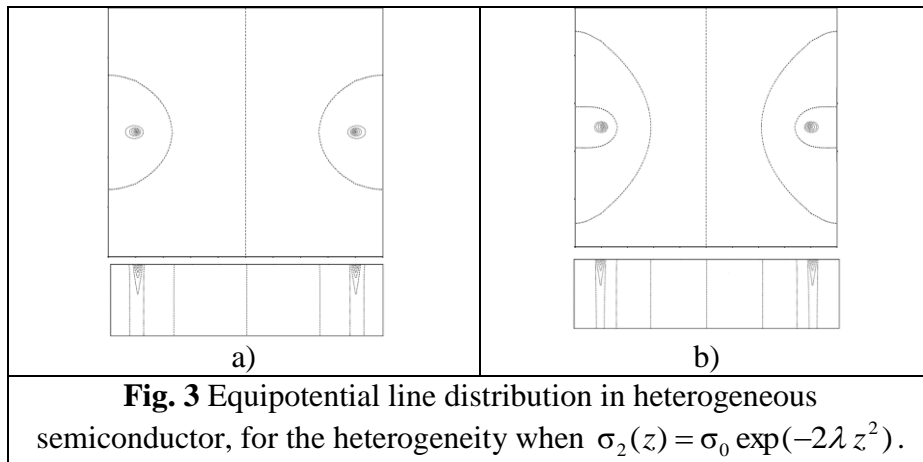 a)
b)
Fig. 3 Equipotential line distribution in heterogeneous
semiconductor, for the heterogeneity when σ₂(z) = σ₀ exp(−2λ z²).